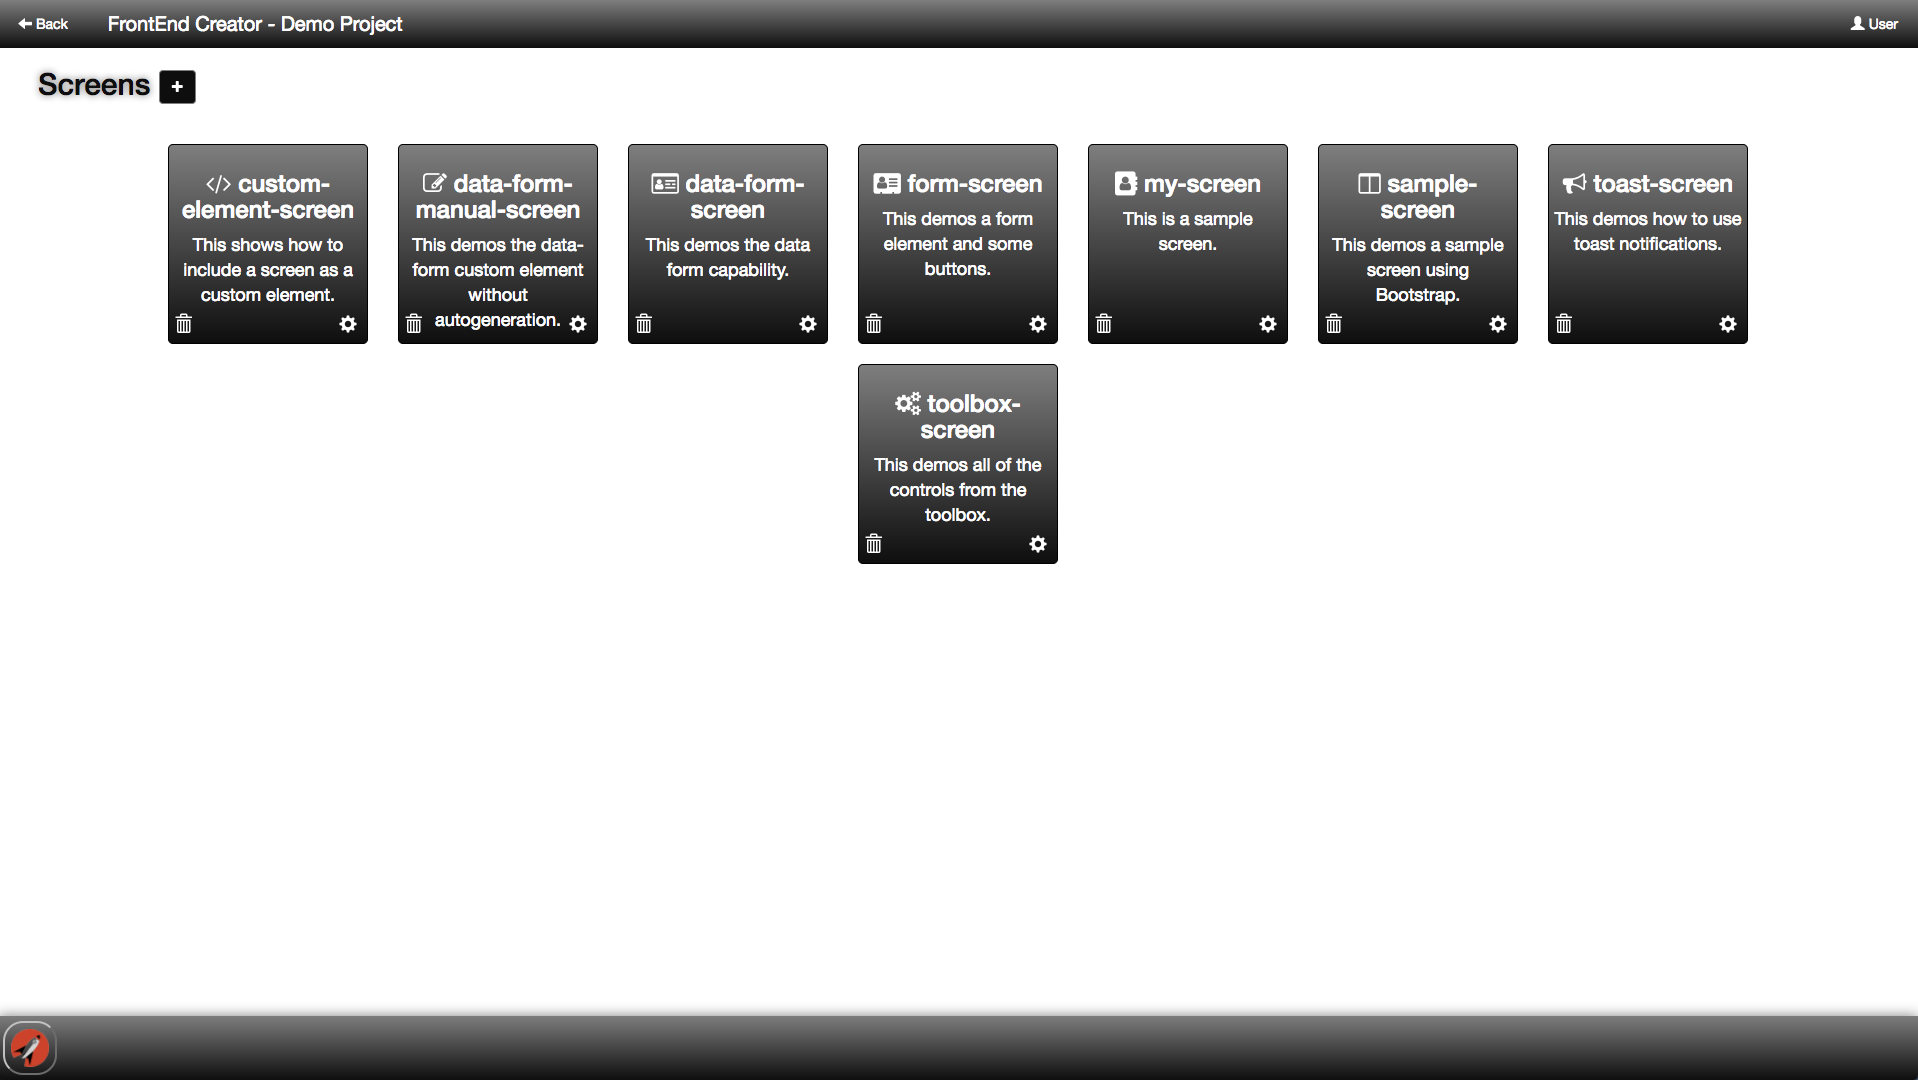 Back
FrontEnd Creator - Demo Project
User
Screens
custom-
element-screen
This shows how to
include a screen as a
custom element.
data-form-
manual-screen
This demos the data-
form custom element
without
autogeneration.
data-form-
screen
This demos the data
form capability.
form-screen
This demos a form
element and some
buttons.
my-screen
This is a sample
screen.
sample-
screen
This demos a sample
screen using
Bootstrap.
toast-screen
This demos how to use
toast notifications.
toolbox-
screen
This demos all of the
controls from the
toolbox.